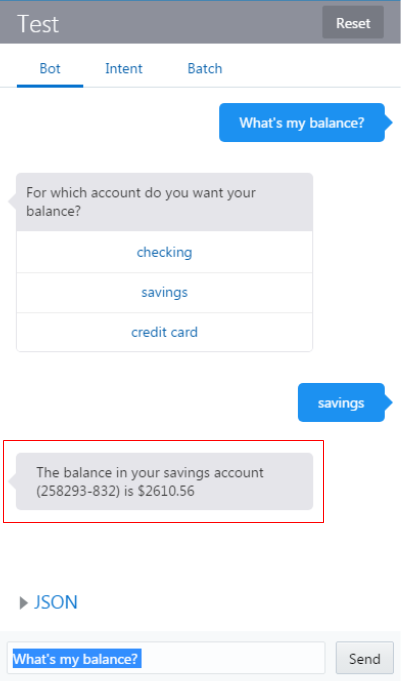 Test
Reset
Bot Intent Batch
What's my balance?
For which account do you want your
balance?
checking
savings
credit card
savings
The balance in your savings account
(258293-832) is $2610.56
JSON
What's my balance?
Send